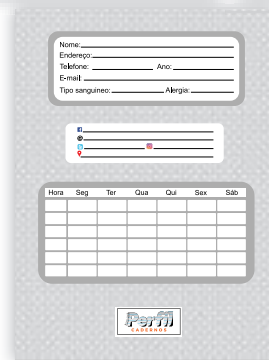 Nome:
Endereço:
Telefone: Ano:
E-mail:
Tipo sanguineo: Alergia:
Hora Seg Ter Qua Qui Sex Sáb
Perfil
CADERNOS